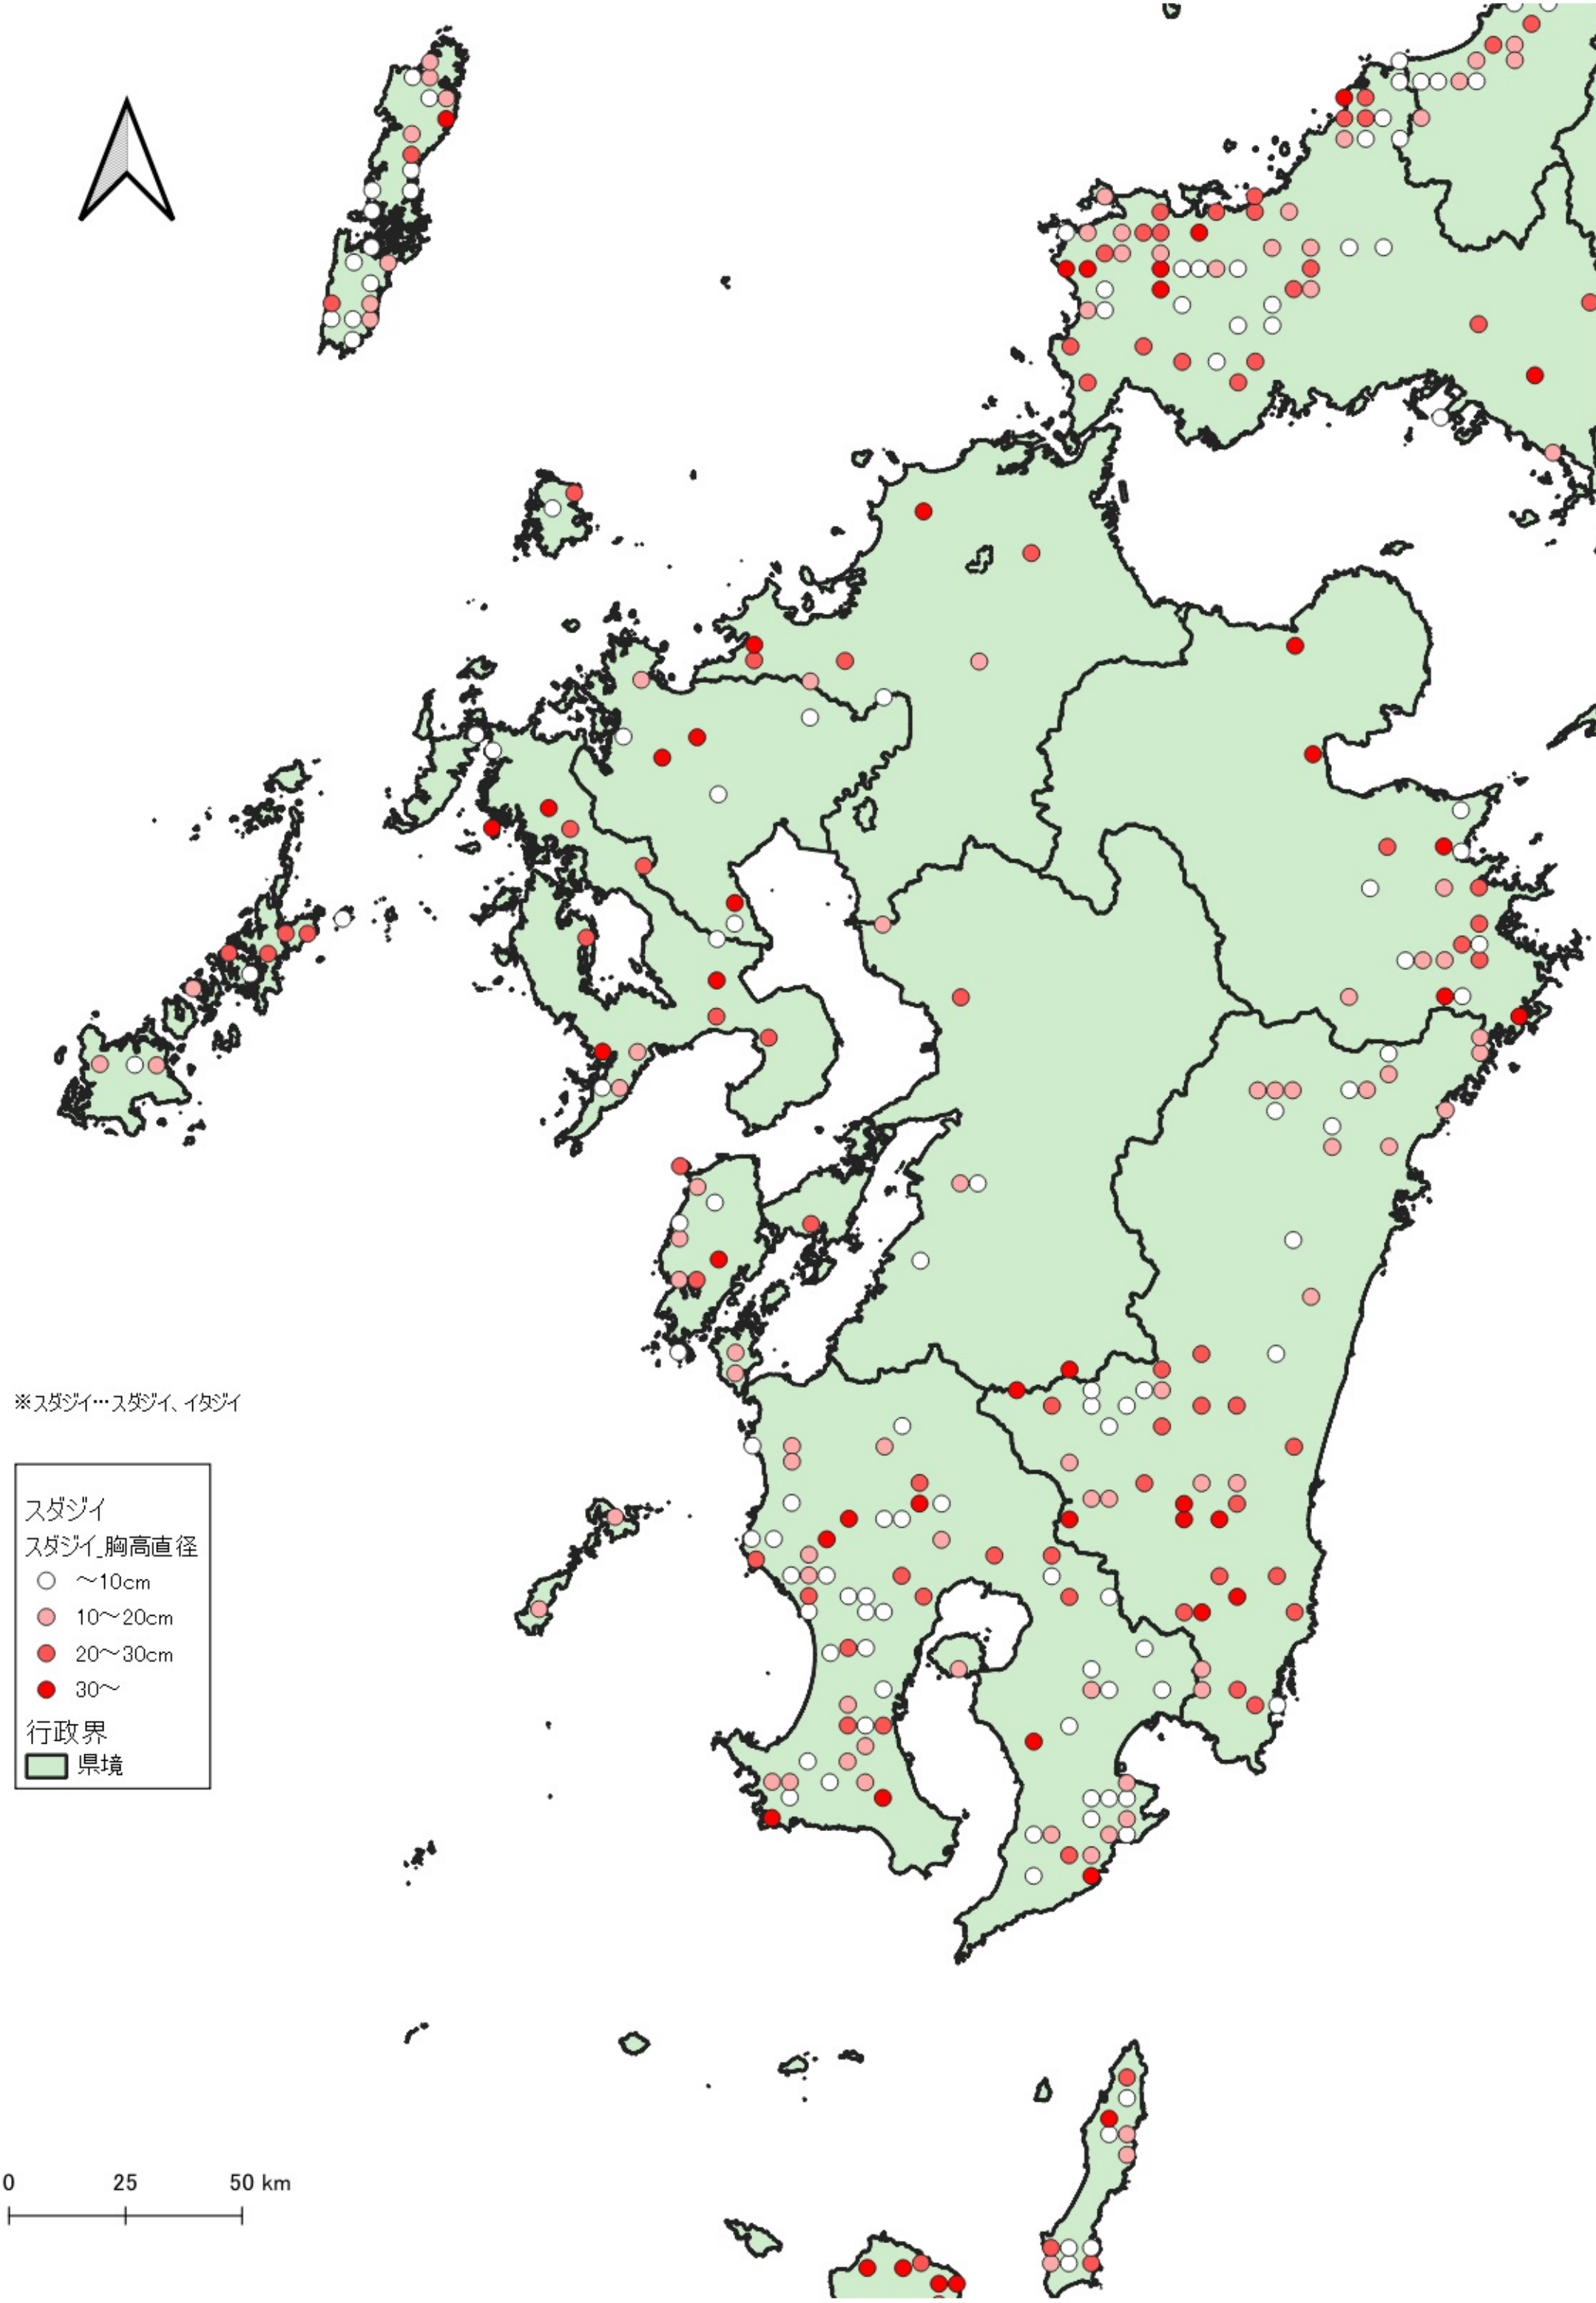 ※スダジイ…スダジイ、イタジイ
スダジイ
スダジイ_胸高直径
～10cm
10～20cm
20～30cm
30～
行政界
県境
0 25 50 km